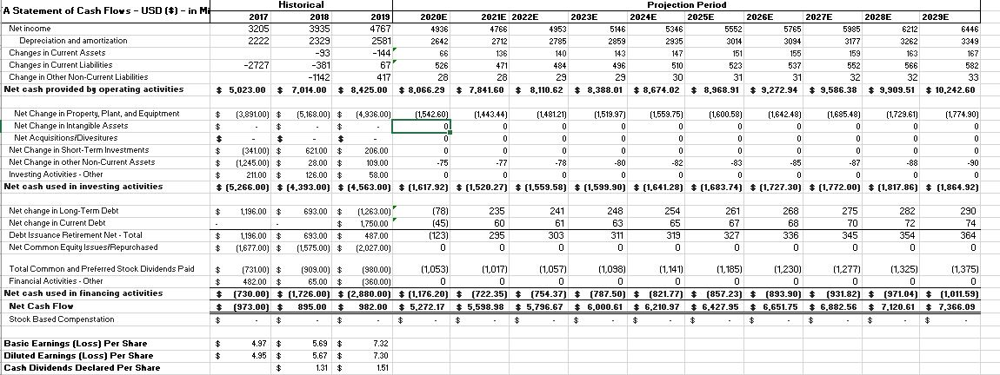 Historical Projection Period
'A Statement of Cash Flows - USD ($) - in Mi 2017 2018 2019 2020E 2021E 2022E 2023E 2024E 2025E 2026E 2027E 2028E 2029E
Net income 3205 3935 4767 4936 4766 4953 5146 5346 5552 5765 5985 6212 6446
Depreciation and amortization 2222 2329 2581 2642 2712 2785 2859 2935 3014 3094 3177 3262 3349
Changes in Current Assets -93 -144 66 136 140 143 147 151 155 159 163 167
Changes in Current Liabilities -2727 -381 67 526 471 484 496 510 523 537 552 566 582
Change in Other Non-Current Liabilities -1142 417 28 28 29 29 30 31 31 32 32 33
Net cash provided by operating activities $ 5,023.00 $ 7,014.00 $ 8,425.00 $ 8,066.29 $ 7,841.60 $ 8,110.62 $ 8,388.01 $ 8,674.02 $ 8,968.91 $ 9,272.94 $ 9,586.38 $ 9,909.51 $ 10,242.60
Net Change in Property, Plant, and Equiptment $ (3,891.00) $ (5,168.00) $ (4,936.00) (1,542.60) (1,443.44) (1,481.21) (1,519.97) (1,559.75) (1,600.58) (1,642.48) (1,685.48) (1,729.61) (1,774.90)
Net Change in Intangible Assets $ - $ - $ - 0 0 0 0 0 0 0 0 0 0
Net Acquisitions/Divesitures $ - $ - $ - 0 0 0 0 0 0 0 0 0 0
Net Change in Short-Term Investments $ (341.00) $ 621.00 $ 206.00 0 0 0 0 0 0 0 0 0 0
Net Change in other Non-Current Assets $ (1,245.00) $ 28.00 $ 109.00 -75 -77 -78 -80 -82 -83 -85 -87 -88 -90
Investing Activities - Other $ 211.00 $ 126.00 $ 58.00 0 0 0 0 0 0 0 0 0 0
Net cash used in investing activities $ (5,266.00) $ (4,393.00) $ (4,563.00) $ (1,617.92) $ (1,520.27) $ (1,559.58) $ (1,599.90) $ (1,641.28) $ (1,683.74) $ (1,727.30) $ (1,772.00) $ (1,817.86) $ (1,864.92)
Net change in Long-Term Debt $ 1,196.00 $ 693.00 $ (1,263.00) (78) 235 241 248 254 261 268 275 282 290
Net change in Current Debt - - $ 1,750.00 (45) 60 61 63 65 67 68 70 72 74
Debt Issuance Retirement Net - Total $ 1,196.00 $ 693.00 $ 487.00 (123) 295 303 311 319 327 336 345 354 364
Net Common Equity Issues/Repurchased $ (1,677.00) $ (1,575.00) $ (2,027.00) 0 0 0 0 0 0 0 0 0 0
Total Common and Preferred Stock Dividends Paid $ (731.00) $ (909.00) $ (980.00) (1,053) (1,017) (1,057) (1,098) (1,141) (1,185) (1,230) (1,277) (1,325) (1,375)
Financial Activities - Other $ 482.00 $ 65.00 $ (360.00) 0 0 0 0 0 0 0 0 0 0
Net cash used in financing activities $ (730.00) $ (1,726.00) $ (2,880.00) $ (1,176.20) $ (722.35) $ (754.37) $ (787.50) $ (821.77) $ (857.23) $ (893.90) $ (931.82) $ (971.04) $ (1,011.59)
Net Cash Flow $ (973.00) $ 895.00 $ 982.00 $ 5,272.17 $ 5,598.98 $ 5,796.67 $ 6,000.61 $ 6,210.97 $ 6,427.95 $ 6,651.75 $ 6,882.56 $ 7,120.61 $ 7,366.09
Stock Based Compenstation $ - $ - $ - $ - $ - $ - $ - $ - $ - $ - $ - $ - $ -
Basic Earnings (Loss) Per Share $ 4.97 $ 5.69 $ 7.32
Diluted Earnings (Loss) Per Share $ 4.95 $ 5.67 $ 7.30
Cash Dividends Declared Per Share $ 1.31 $ 1.51